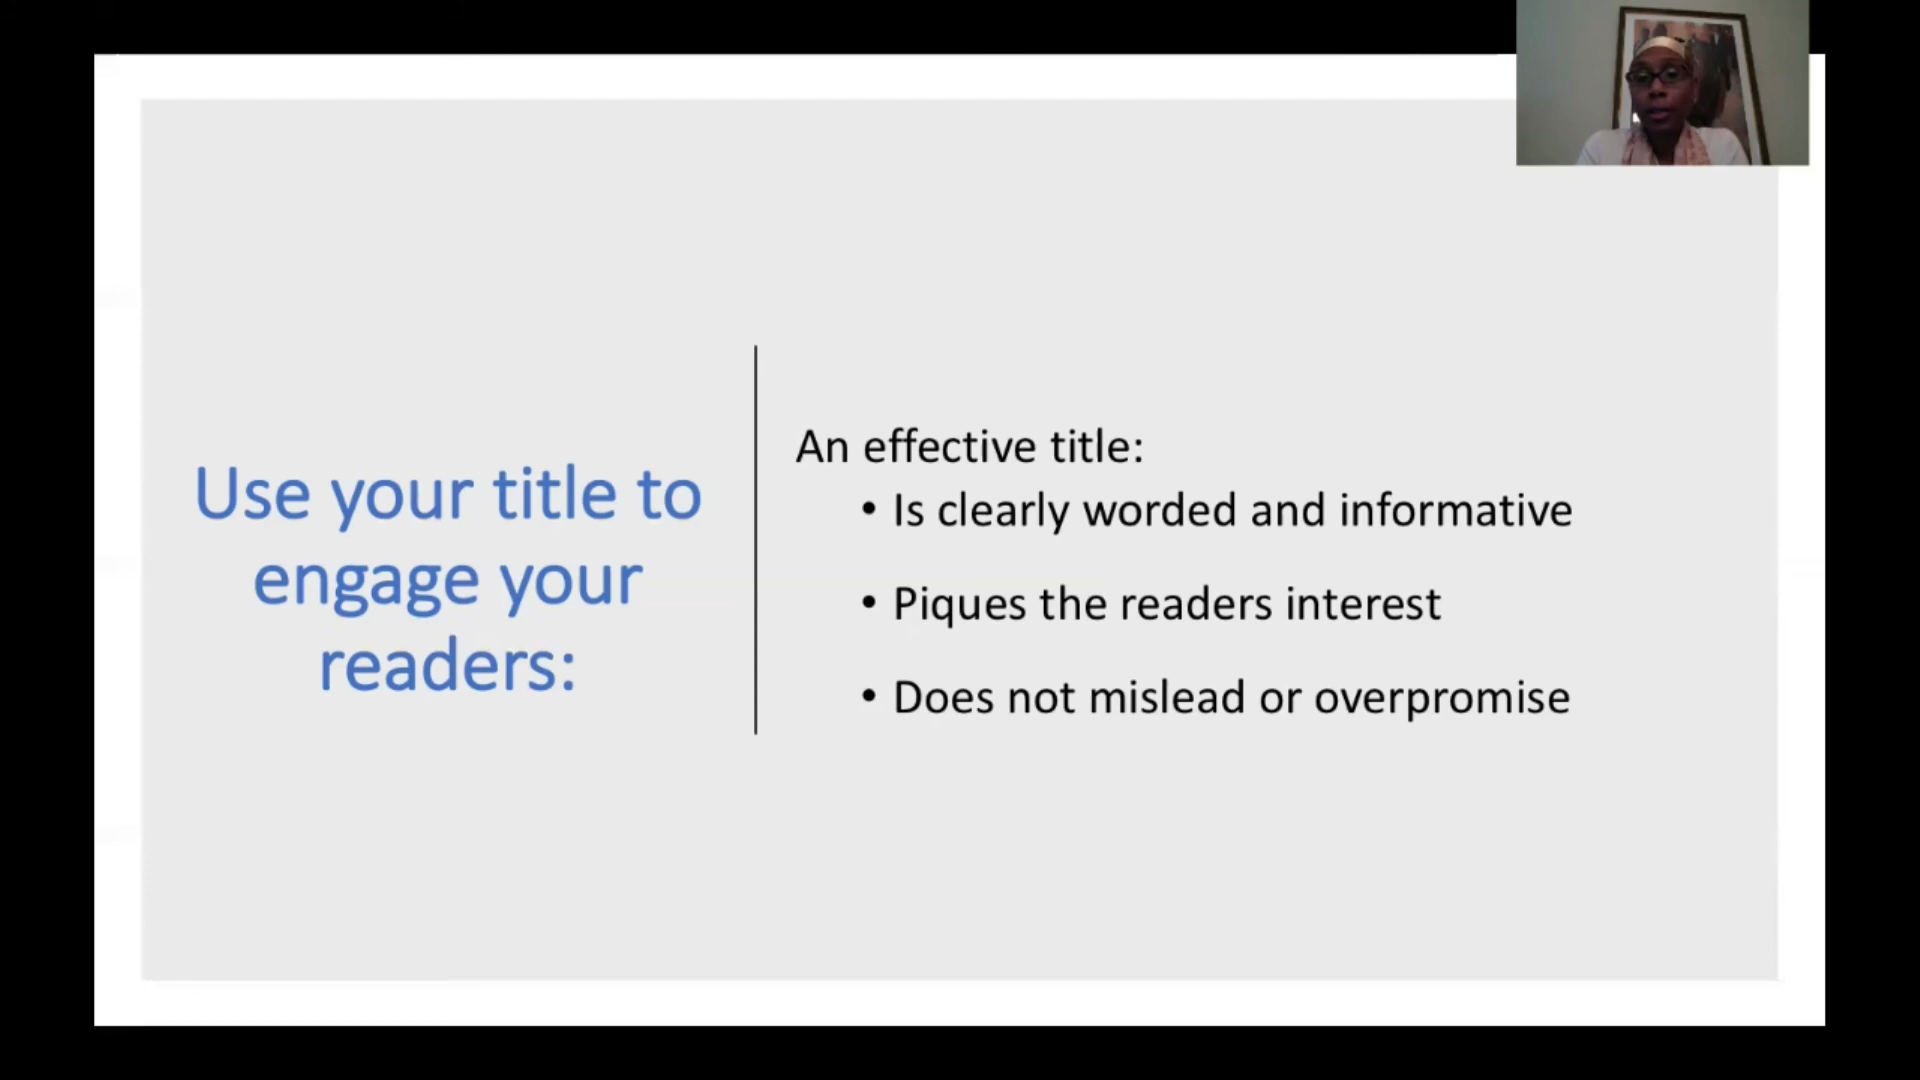 Use your title to
engage your
readers:
An effective title:
• Is clearly worded and informative
• Piques the readers interest
• Does not mislead or overpromise